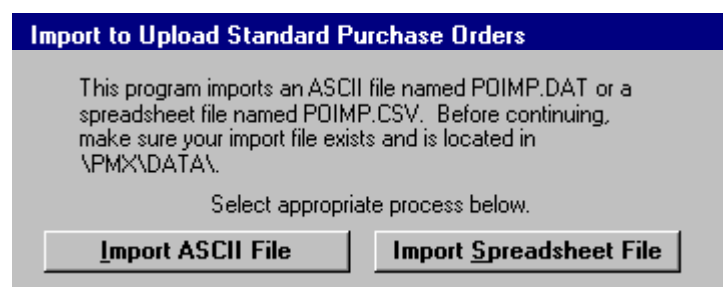 Import to Upload Standard Purchase Orders
This program imports an ASCII file named POIMP.DAT or a
spreadsheet file named POIMP.CSV.  Before continuing,
make sure your import file exists and is located in
\PMX\DATA\.
Select appropriate process below.
Import ASCII File    Import Spreadsheet File